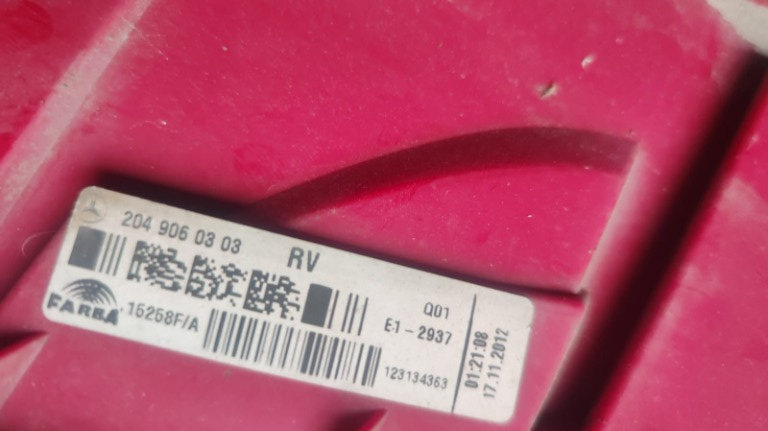 204 906 03 03 RV
Q01
FARBA 15258F/A
E1-2937
123134363
01:21:08
17.11.2012